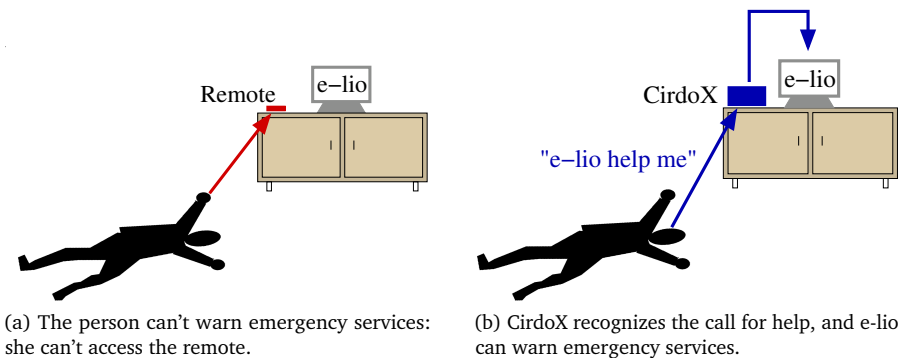 Remote
e−lio
(a) The person can't warn emergency services:
she can't access the remote.
CirdoX
e−lio
"e−lio help me"
(b) CirdoX recognizes the call for help, and e-lio
can warn emergency services.